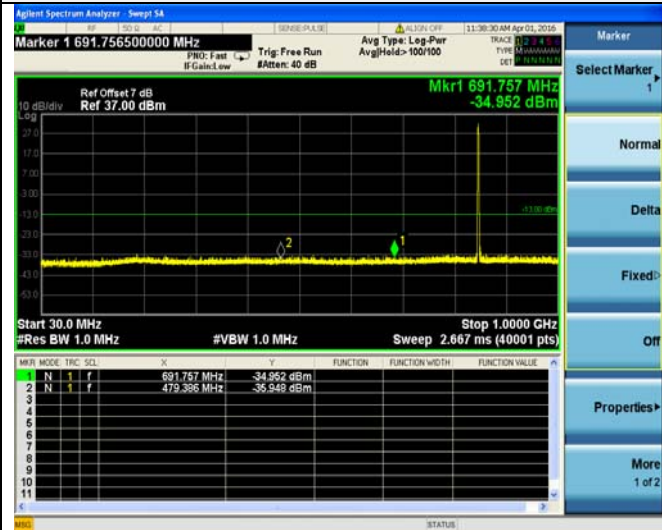 Agilent Spectrum Analyzer - Swept SA
RF 50 Ω AC SENSE:PULSE ALIGN OFF 11:38:30 AM Apr 01, 2016
Marker 1 691.756500000 MHz
PNO: Fast Trig: Free Run Avg Type: Log-Pwr TRACE 1 2 3 4 5 6
IFGain:Low #Atten: 40 dB Avg|Hold:>100/100 TYPE
DET P N N N N N
Ref Offset 7 dB
10 dB/div Ref 37.00 dBm
Log
Mkr1 691.757 MHz
-34.952 dBm
27.0
17.0
7.00
-3.00
-13.0
-13.00 dBm
-23.0
-33.0
-43.0
-53.0
2
1
Start 30.0 MHz Stop 1.0000 GHz
#Res BW 1.0 MHz #VBW 1.0 MHz Sweep 2.667 ms (40001 pts)
MKR MODE TRC SCL X Y FUNCTION FUNCTION WIDTH FUNCTION VALUE
1 N 1 f 691.757 MHz -34.952 dBm
2 N 1 f 479.386 MHz -35.948 dBm
3
4
5
6
7
8
9
10
11
MSG STATUS
Marker
Select Marker
1
Normal
Delta
Fixed
Off
Properties
More
1 of 2